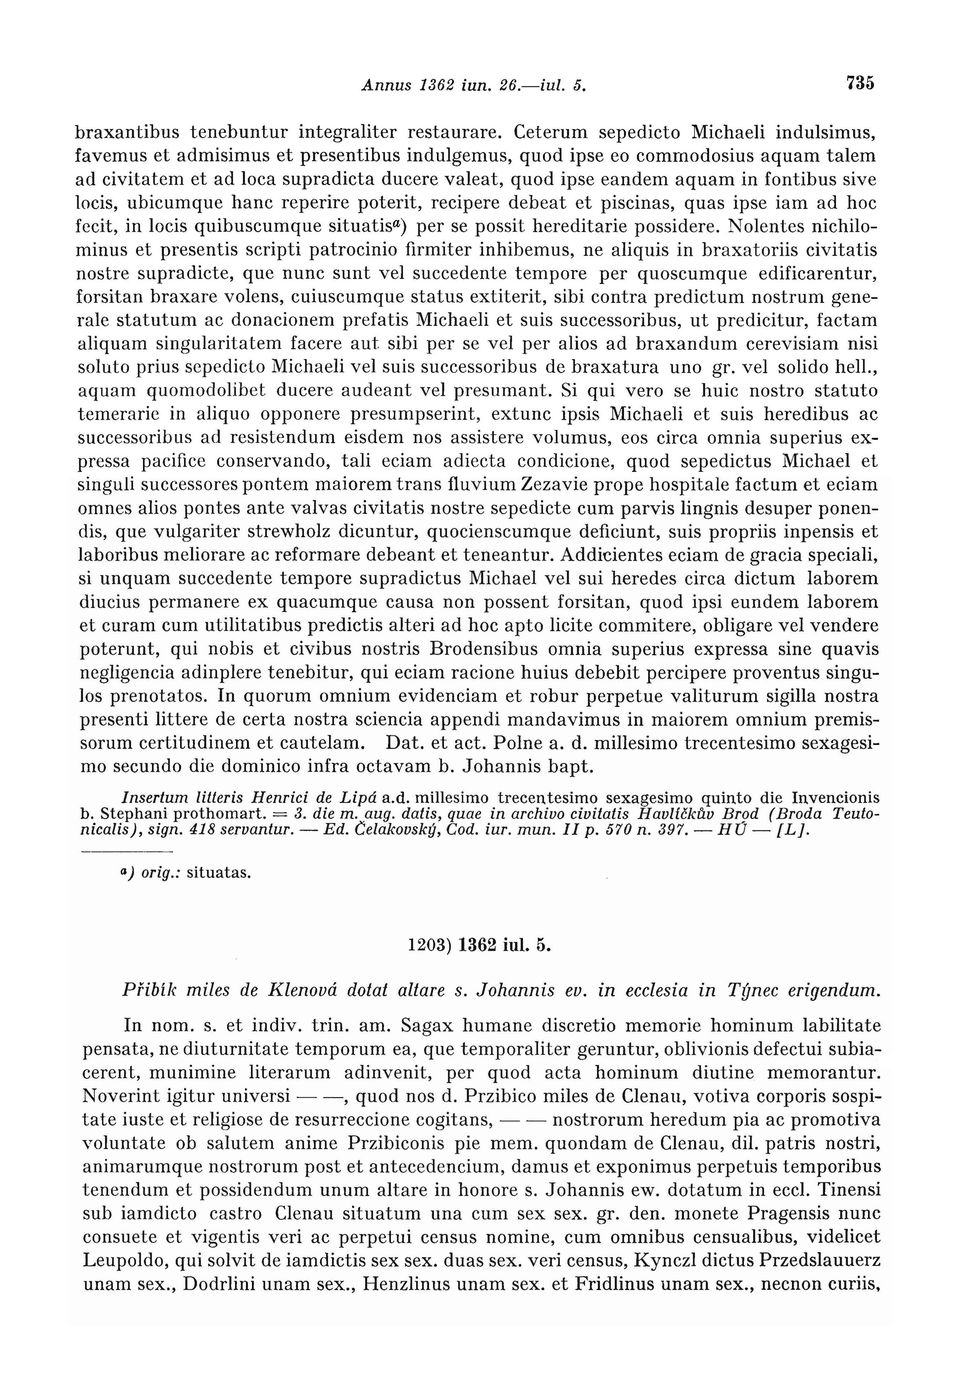 Annus 1362 iun. 26.—iul. 5. 735
braxantibus tenebuntur integraliter restaurare. Ceterum sepedicto Michaeli indulsimus,
favemus et admisimus et presentibus indulgemus, quod ipse eo commodosius aquam talem
ad civitatem et ad loca supradicta ducere valeat, quod ipse eandem aquam in fontibus sive
locis, ubicumque hanc reperire poterit, recipere debeat et piscinas, quas ipse iam ad hoc
fecit, in locis quibuscumque situatisᵃ) per se possit hereditarie possidere. Nolentes nichilo-
minus et presentis scripti patrocinio firmiter inhibemus, ne aliquis in braxatoriis civitatis
nostre supradicte, que nunc sunt vel succedente tempore per quoscumque edificarentur,
forsitan braxare volens, cuiuscumque status extiterit, sibi contra predictum nostrum gene-
rale statutum ac donacionem prefatis Michaeli et suis successoribus, ut predicitur, factam
aliquam singularitatem facere aut sibi per se vel per alios ad braxandum cerevisiam nisi
soluto prius sepedicto Michaeli vel suis successoribus de braxatura uno gr. vel solido hell.,
aquam quomodolibet ducere audeant vel presumant. Si qui vero se huic nostro statuto
temerarie in aliquo opponere presumpserint, extunc ipsis Michaeli et suis heredibus ac
successoribus ad resistendum eisdem nos assistere volumus, eos circa omnia superius ex-
pressa pacifice conservando, tali eciam adiecta condicione, quod sepedictus Michael et
singuli successores pontem maiorem trans fluvium Zezavie prope hospitale factum et eciam
omnes alios pontes ante valvas civitatis nostre sepedicte cum parvis lingnis desuper ponen-
dis, que vulgariter strewholz dicuntur, quocienscumque deficiunt, suis propriis inpensis et
laboribus meliorare ac reformare debeant et teneantur. Addicientes eciam de gracia speciali,
si unquam succedente tempore supradictus Michael vel sui heredes circa dictum laborem
diucius permanere ex quacumque causa non possent forsitan, quod ipsi eundem laborem
et curam cum utilitatibus predictis alteri ad hoc apto licite commitere, obligare vel vendere
poterunt, qui nobis et civibus nostris Brodensibus omnia superius expressa sine quavis
negligencia adinplere tenebitur, qui eciam racione huius debebit percipere proventus singu-
los prenotatos. In quorum omnium evidenciam et robur perpetue valiturum sigilla nostra
presenti littere de certa nostra sciencia appendi mandavimus in maiorem omnium premis-
sorum certitudinem et cautelam. Dat. et act. Polne a. d. millesimo trecentesimo sexagesi-
mo secundo die dominico infra octavam b. Johannis bapt.
Insertum litteris Henrici de Lipá a.d. millesimo trecentesimo sexagesimo quinto die Invencionis
b. Stephani prothomart. = 3. die m. aug. datis, quae in archivo civitatis Havlíčkův Brod (Broda Teuto-
nicalis), sign. 418 servantur. — Ed. Čelakovský, Cod. iur. mun. II p. 570 n. 397. — HÚ — [L].
ᵃ) orig.: situatas.
1203) 1362 iul. 5.
Přibík miles de Klenová dotat altare s. Johannis ev. in ecclesia in Týnec erigendum.
In nom. s. et indiv. trin. am. Sagax humane discretio memorie hominum labilitate
pensata, ne diuturnitate temporum ea, que temporaliter geruntur, oblivionis defectui subia-
cerent, munimine literarum adinvenit, per quod acta hominum diutine memorantur.
Noverint igitur universi — —, quod nos d. Przibico miles de Clenau, votiva corporis sospi-
tate iuste et religiose de resurreccione cogitans, — — nostrorum heredum pia ac promotiva
voluntate ob salutem anime Przibiconis pie mem. quondam de Clenau, dil. patris nostri,
animarumque nostrorum post et antecedencium, damus et exponimus perpetuis temporibus
tenendum et possidendum unum altare in honore s. Johannis ew. dotatum in eccl. Tinensi
sub iamdicto castro Clenau situatum una cum sex sex. gr. den. monete Pragensis nunc
consuete et vigentis veri ac perpetui census nomine, cum omnibus censualibus, videlicet
Leupoldo, qui solvit de iamdictis sex sex. duas sex. veri census, Kynczl dictus Przedslauuerz
unam sex., Dodrlini unam sex., Henzlinus unam sex. et Fridlinus unam sex., necnon curiis,